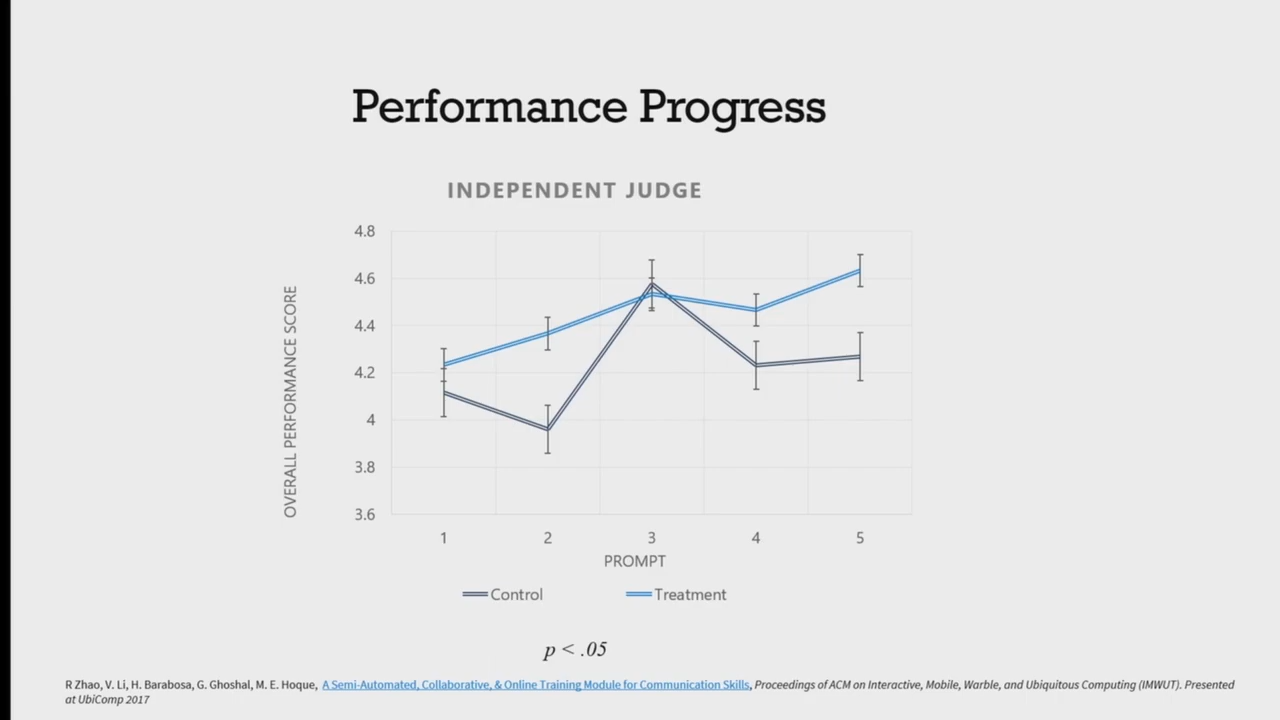 Performance Progress
INDEPENDENT JUDGE
OVERALL PERFORMANCE SCORE
4.8
4.6
4.4
4.2
4
3.8
3.6
1 2 3 4 5
PROMPT
Control Treatment
p < .05
R Zhao, V. Li, H. Barabosa, G. Ghoshal, M. E. Hoque, A Semi-Automated, Collaborative, & Online Training Module for Communication Skills, Proceedings of ACM on Interactive, Mobile, Warble, and Ubiquitous Computing (IMWUT). Presented
at UbiComp 2017